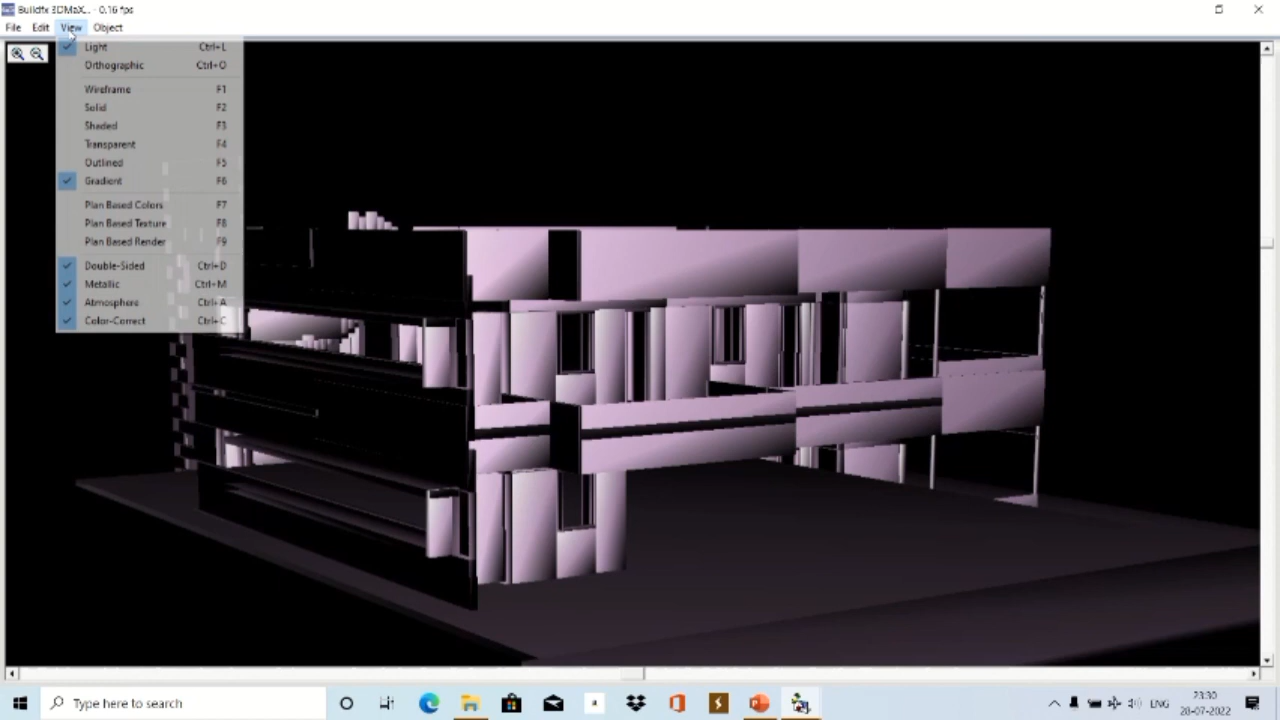 Buildfx 3DMaX... - 0.16 fps
File Edit View Object
Light Ctrl+L
Orthographic Ctrl+O
Wireframe F1
Solid F2
Shaded F3
Transparent F4
Outlined F5
Gradient F6
Plan Based Colors F7
Plan Based Texture F8
Plan Based Render F9
Double-Sided Ctrl+D
Metallic Ctrl+M
Atmosphere Ctrl+A
Color-Correct Ctrl+C
Type here to search
ENG
23:30
28-07-2022